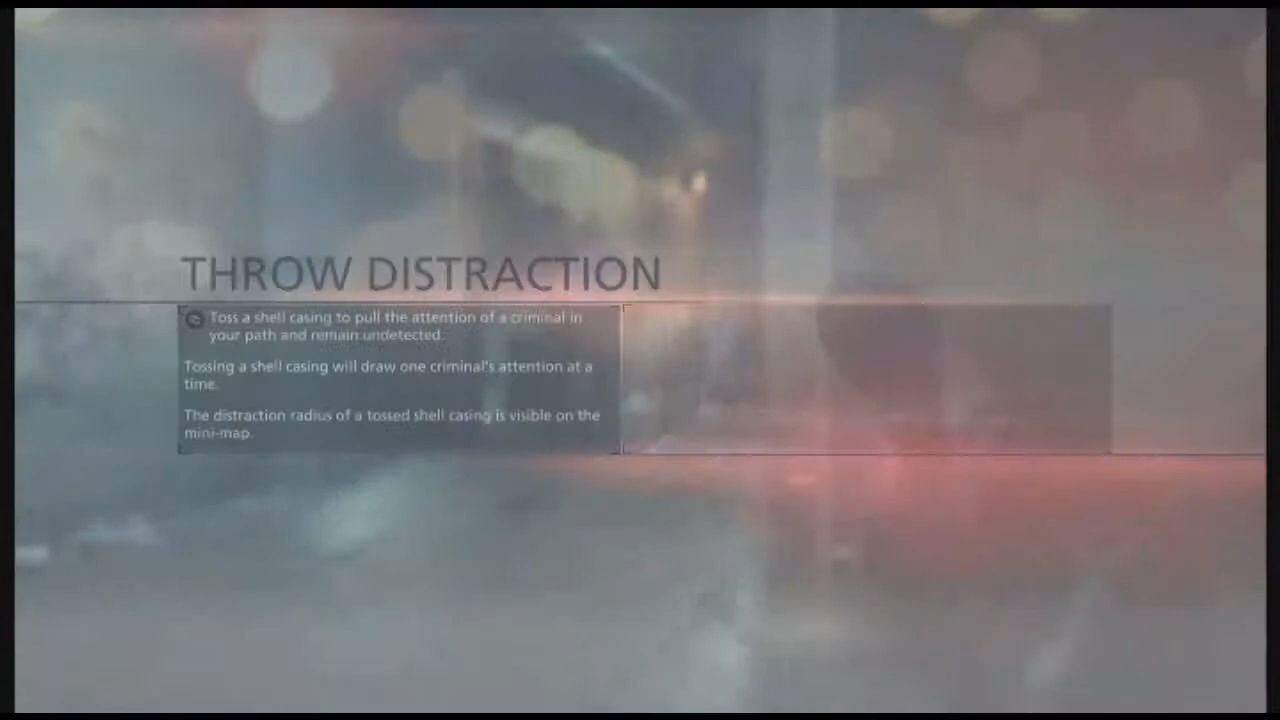 THROW DISTRACTION
Toss a shell casing to pull the attention of a criminal in
your path and remain undetected.
Tossing a shell casing will draw one criminal's attention at a
time.
The distraction radius of a tossed shell casing is visible on the
mini-map.